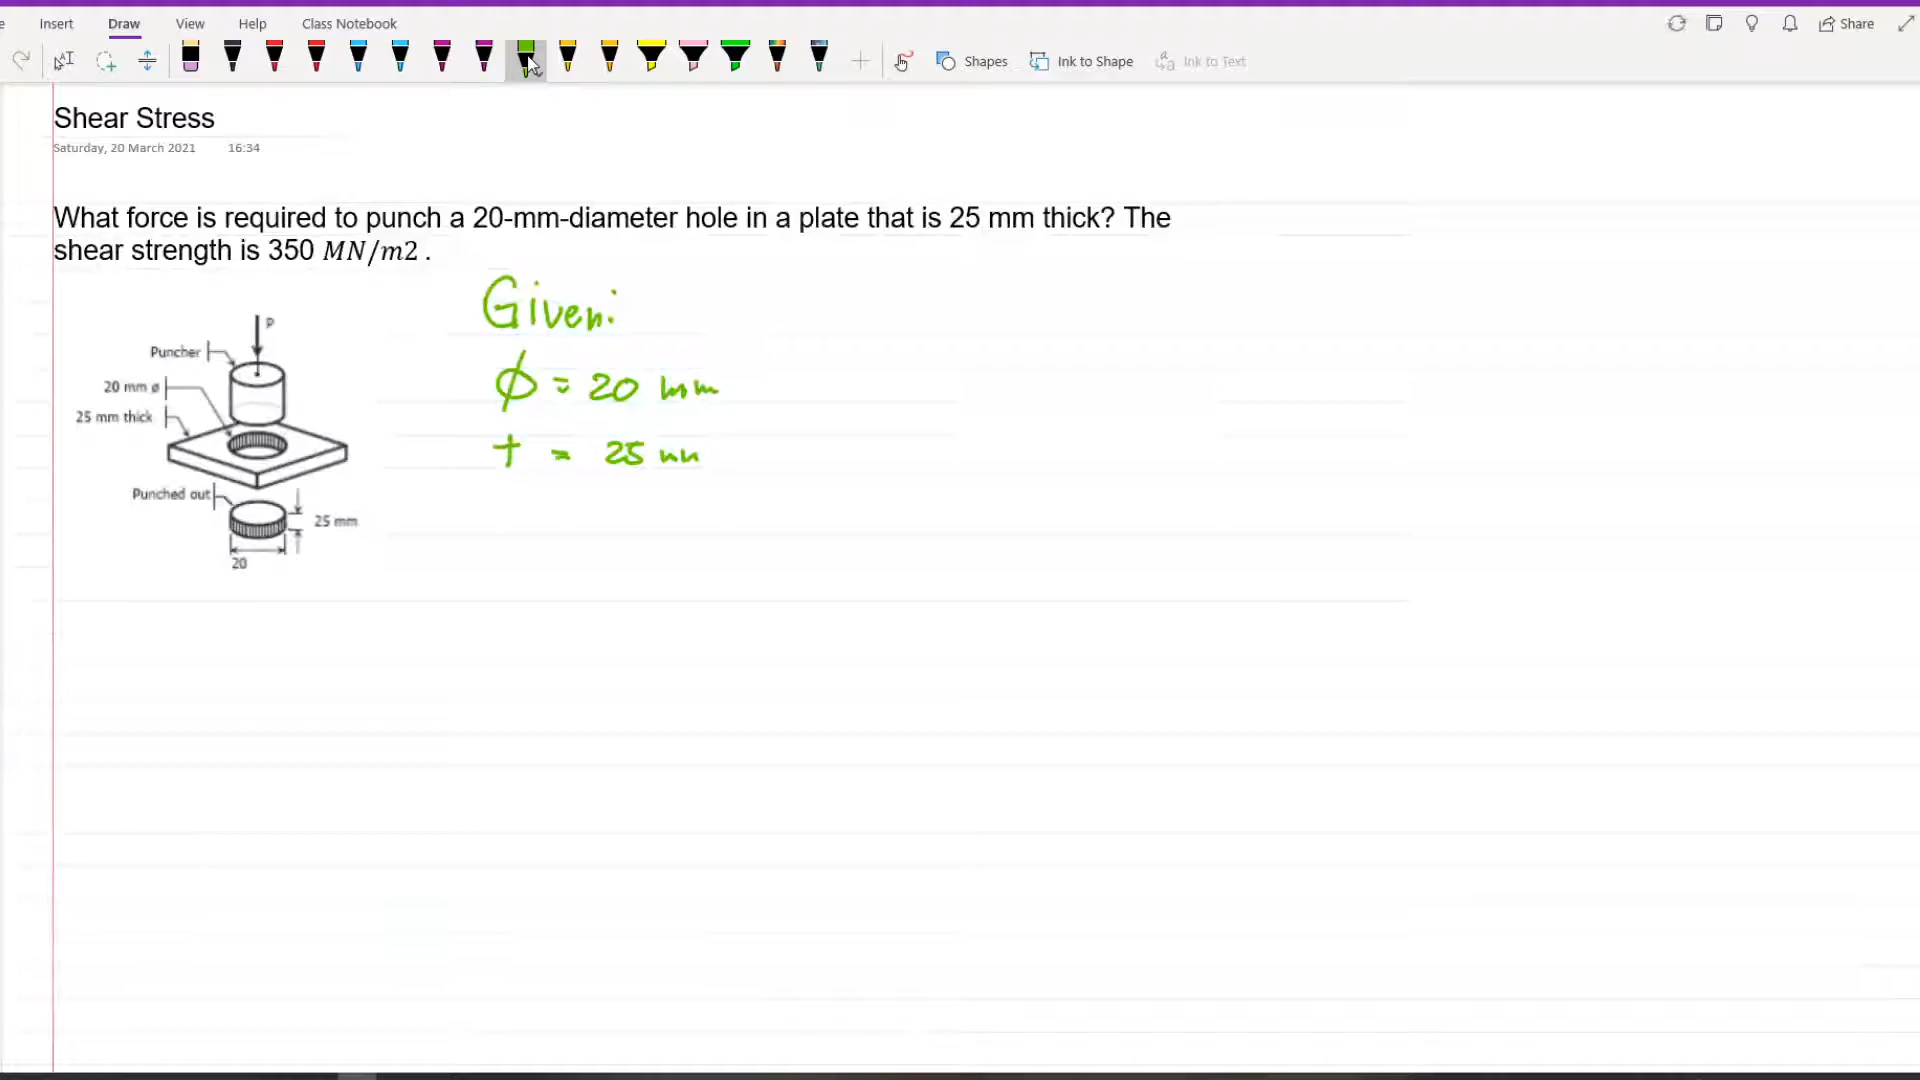 Insert Draw View Help Class Notebook Share
Shapes Ink to Shape Ink to Text
Shear Stress
Saturday, 20 March 2021 16:34
What force is required to punch a 20-mm-diameter hole in a plate that is 25 mm thick? The
shear strength is 350 MN/m2 .
Given:
P
Puncher
20 mm ø
25 mm thick
Punched out
25 mm
20
ϕ = 20 mm
t = 25 mm